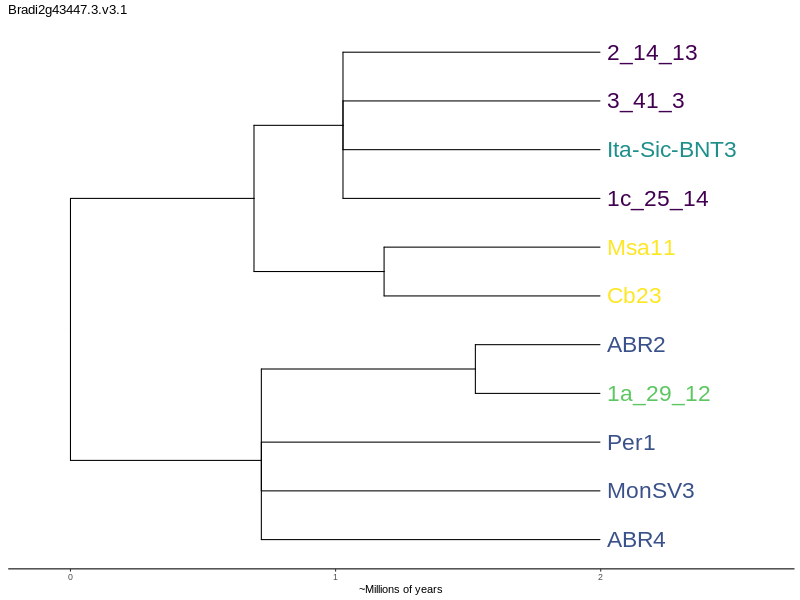 Bradi2g43447.3.v3.1
2_14_13
3_41_3
Ita-Sic-BNT3
1c_25_14
Msa11
Cb23
ABR2
1a_29_12
Per1
MonSV3
ABR4
0 1 2
~Millions of years